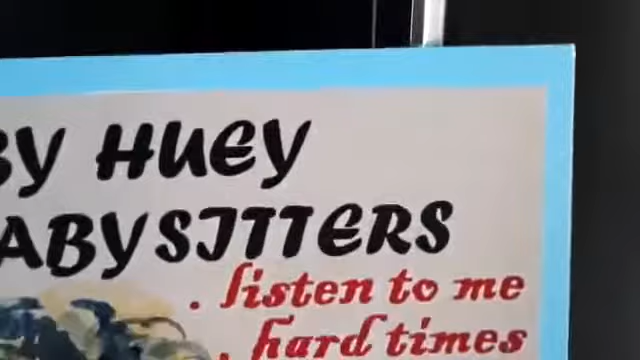 BY HUEY
ABYSITTERS
. listen to me
. hard times